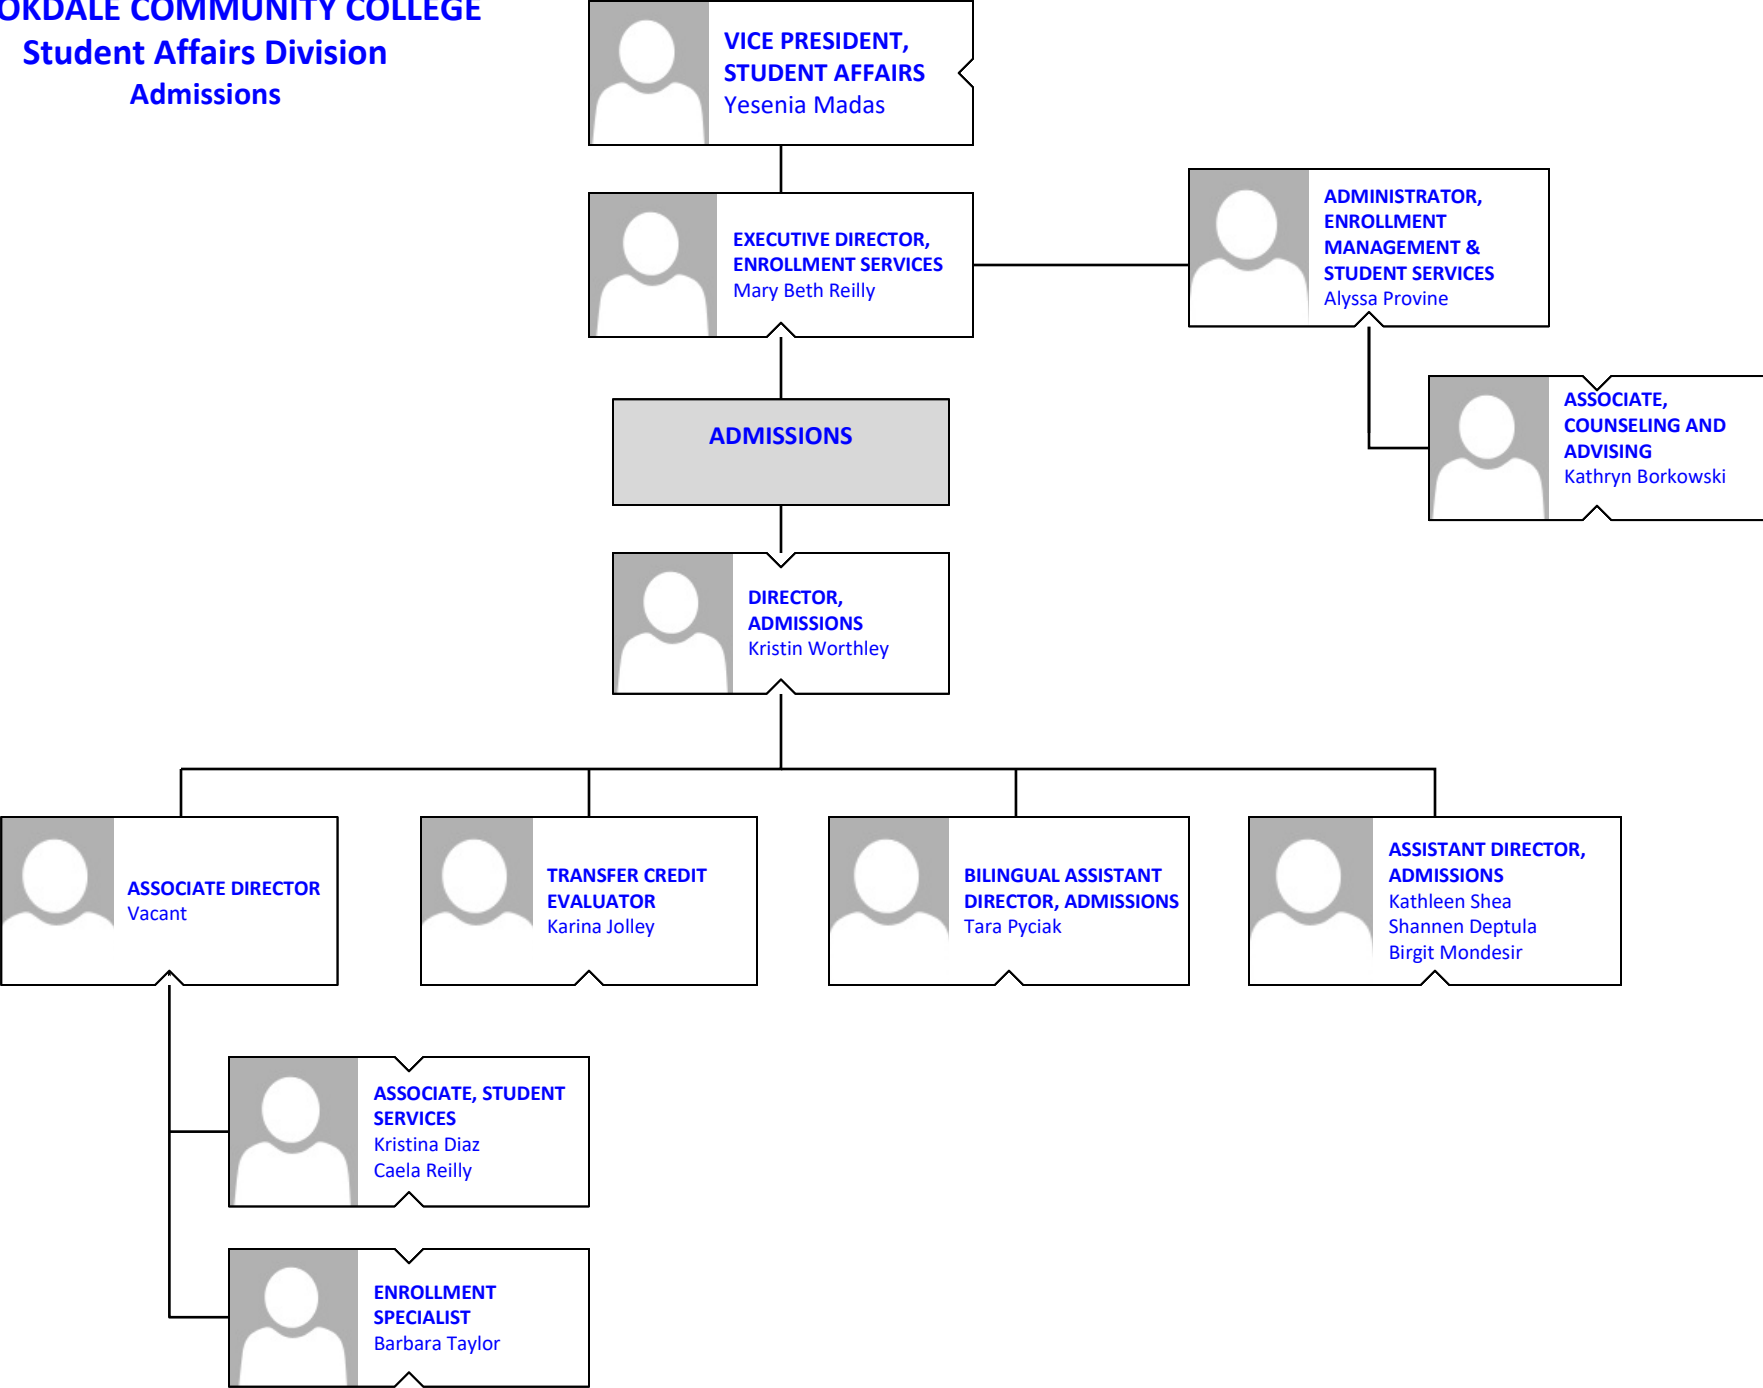 COMMUNITY COLLEGE
Student Affairs Division
Admissions
VICE PRESIDENT,
STUDENT AFFAIRS
Yesenia Madas
EXECUTIVE DIRECTOR,
ENROLLMENT SERVICES
Mary Beth Reilly
ADMINISTRATOR,
ENROLLMENT
MANAGEMENT &
STUDENT SERVICES
Alyssa Provine
ASSOCIATE,
COUNSELING AND
ADVISING
Kathryn Borkowski
ADMISSIONS
DIRECTOR,
ADMISSIONS
Kristin Worthley
ASSOCIATE DIRECTOR
Vacant
TRANSFER CREDIT
EVALUATOR
Karina Jolley
BILINGUAL ASSISTANT
DIRECTOR, ADMISSIONS
Tara Pyciak
ASSISTANT DIRECTOR,
ADMISSIONS
Kathleen Shea
Shannen Deptula
Birgit Mondesir
ASSOCIATE, STUDENT
SERVICES
Kristina Diaz
Caela Reilly
ENROLLMENT
SPECIALIST
Barbara Taylor